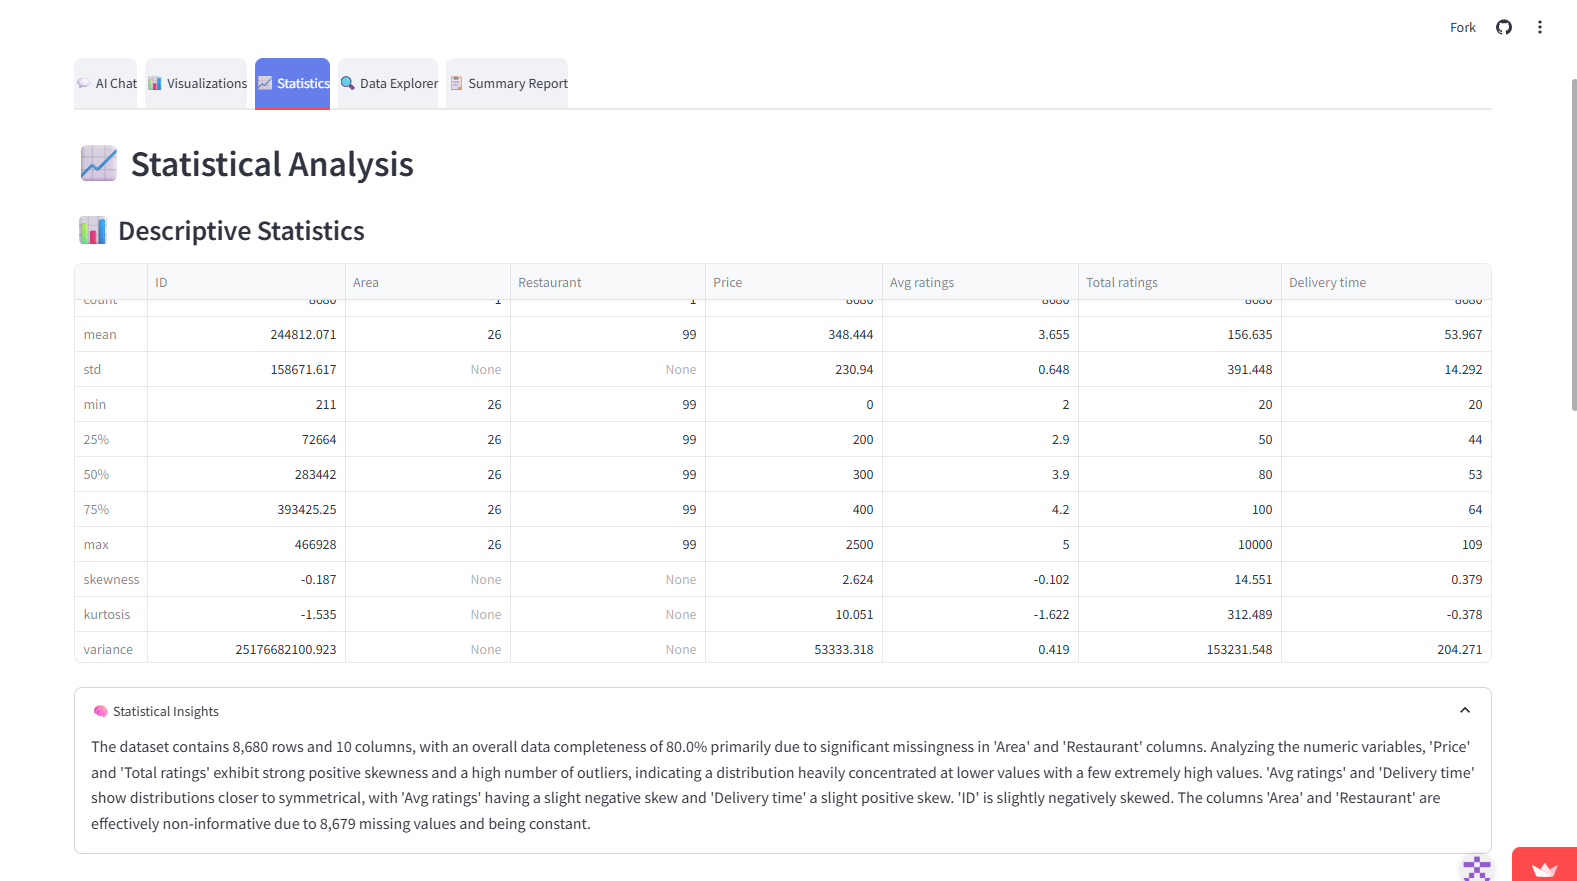 Fork
AI Chat Visualizations Statistics Data Explorer Summary Report
Statistical Analysis
Descriptive Statistics
ID Area Restaurant Price Avg ratings Total ratings Delivery time
count 8680 1 1 8680 8680 8680 8680
mean 244812.071 26 99 348.444 3.655 156.635 53.967
std 158671.617 None None 230.94 0.648 391.448 14.292
min 211 26 99 0 2 20 20
25% 72664 26 99 200 2.9 50 44
50% 283442 26 99 300 3.9 80 53
75% 393425.25 26 99 400 4.2 100 64
max 466928 26 99 2500 5 10000 109
skewness -0.187 None None 2.624 -0.102 14.551 0.379
kurtosis -1.535 None None 10.051 -1.622 312.489 -0.378
variance 25176682100.923 None None 53333.318 0.419 153231.548 204.271
Statistical Insights
The dataset contains 8,680 rows and 10 columns, with an overall data completeness of 80.0% primarily due to significant missingness in 'Area' and 'Restaurant' columns. Analyzing the numeric variables, 'Price'
and 'Total ratings' exhibit strong positive skewness and a high number of outliers, indicating a distribution heavily concentrated at lower values with a few extremely high values. 'Avg ratings' and 'Delivery time'
show distributions closer to symmetrical, with 'Avg ratings' having a slight negative skew and 'Delivery time' a slight positive skew. 'ID' is slightly negatively skewed. The columns 'Area' and 'Restaurant' are
effectively non-informative due to 8,679 missing values and being constant.